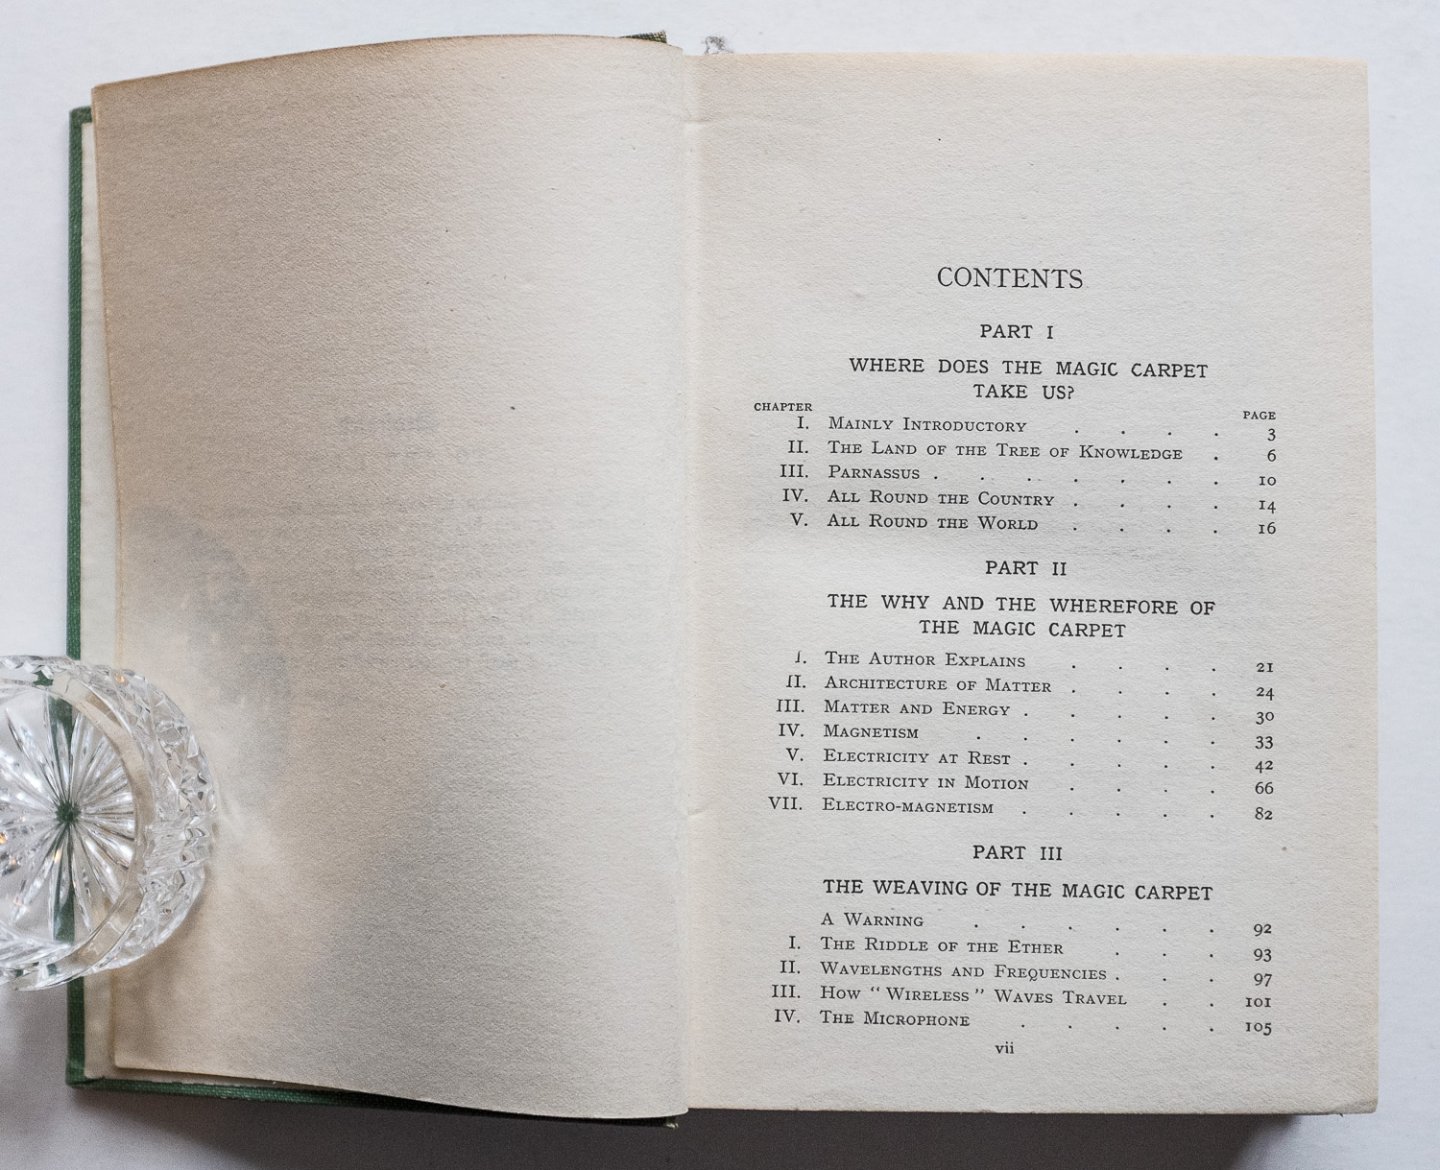 CONTENTS
PART I
WHERE DOES THE MAGIC CARPET
TAKE US?
CHAPTER PAGE
I. MAINLY INTRODUCTORY . . . . 3
II. THE LAND OF THE TREE OF KNOWLEDGE . 6
III. PARNASSUS . . . . . . . 10
IV. ALL ROUND THE COUNTRY . . . . 14
V. ALL ROUND THE WORLD . . . . 16
PART II
THE WHY AND THE WHEREFORE OF
THE MAGIC CARPET
I. THE AUTHOR EXPLAINS . . . . 21
II. ARCHITECTURE OF MATTER . . . . 24
III. MATTER AND ENERGY . . . . . 30
IV. MAGNETISM . . . . . . 33
V. ELECTRICITY AT REST . . . . . 42
VI. ELECTRICITY IN MOTION . . . . 66
VII. ELECTRO-MAGNETISM . . . . . 82
PART III
THE WEAVING OF THE MAGIC CARPET
A WARNING . . . . . . 92
I. THE RIDDLE OF THE ETHER . . . 93
II. WAVELENGTHS AND FREQUENCIES . . . 97
III. HOW "WIRELESS" WAVES TRAVEL . . 101
IV. THE MICROPHONE . . . . . 105
vii